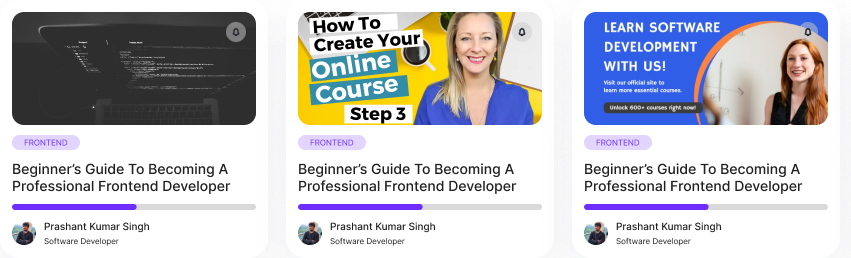 FRONTEND
Beginner's Guide To Becoming A
Professional Frontend Developer
Prashant Kumar Singh
Software Developer
How To
Create Your
Online
Course
Step 3
FRONTEND
Beginner's Guide To Becoming A
Professional Frontend Developer
Prashant Kumar Singh
Software Developer
LEARN SOFTWARE
DEVELOPMENT
WITH US!
Visit our official site to
learn more essential courses.
Unlock 600+ courses right now!
FRONTEND
Beginner's Guide To Becoming A
Professional Frontend Developer
Prashant Kumar Singh
Software Developer